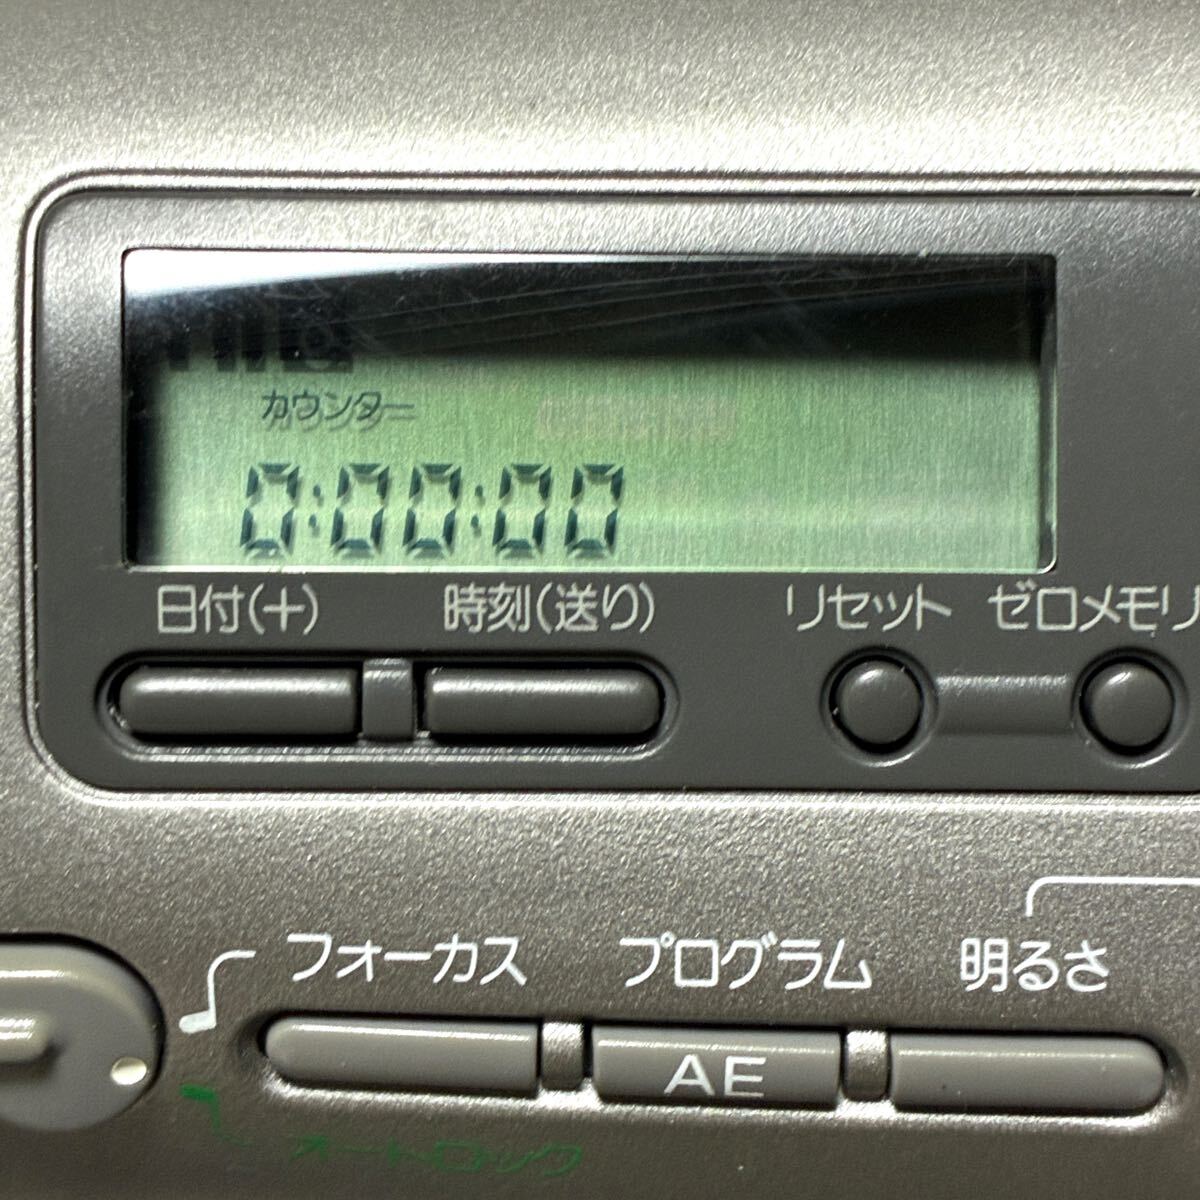 カウンター
0:00:00
日付(+) 時刻(送り) リセット ゼロメモリ
フォーカス プログラム 明るさ
AE
オートロック